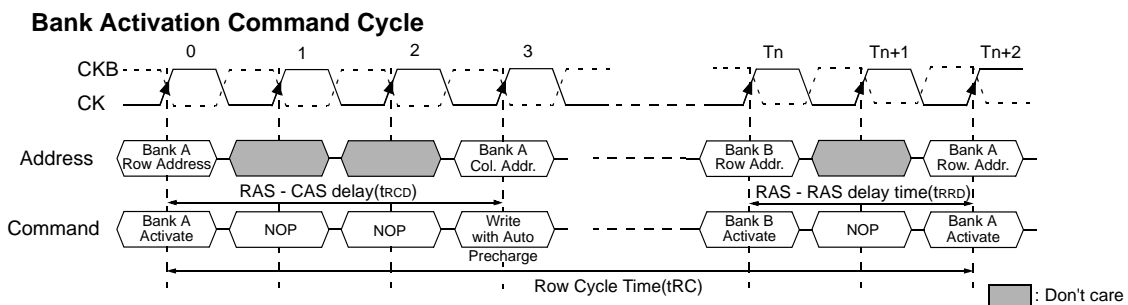 Bank Activation Command Cycle
0 1 2 3 Tn Tn+1 Tn+2
CKB
CK
Address
Bank A
Row Address
Bank A
Col. Addr.
Bank B
Row Addr.
Bank A
Row. Addr.
RAS - CAS delay(tRCD)
RAS - RAS delay time(tRRD)
Command
Bank A
Activate
NOP
NOP
Write
with Auto
Precharge
Bank B
Activate
NOP
Bank A
Activate
Row Cycle Time(tRC)
: Don't care